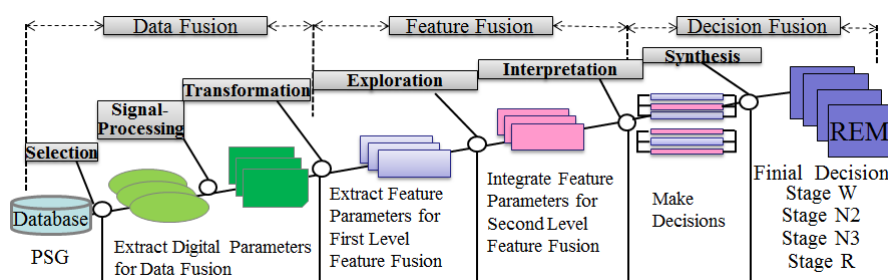 Data Fusion
Feature Fusion
Decision Fusion
Selection
Signal-
Processing
Transformation
Exploration
Interpretation
Synthesis
Database
PSG
Extract Digital Parameters
for Data Fusion
Extract Feature
Parameters for
First Level
Feature Fusion
Integrate Feature
Parameters for
Second Level
Feature Fusion
Make
Decisions
REM
Finial Decision
Stage W
Stage N2
Stage N3
Stage R